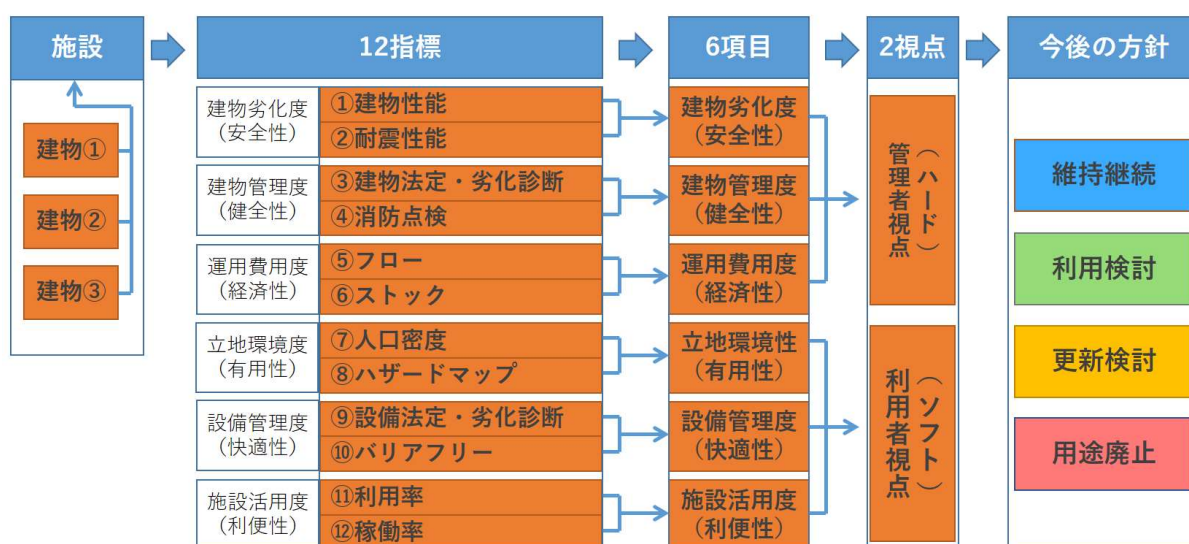 施設
12指標
6項目
2視点
今後の方針
建物①
建物②
建物③
建物劣化度
(安全性)
①建物性能
②耐震性能
建物管理度
(健全性)
③建物法定・劣化診断
④消防点検
運用費用度
(経済性)
⑤フロー
⑥ストック
立地環境度
(有用性)
⑦人口密度
⑧ハザードマップ
設備管理度
(快適性)
⑨設備法定・劣化診断
⑩バリアフリー
施設活用度
(利便性)
⑪利用率
⑫稼働率
建物劣化度
(安全性)
建物管理度
(健全性)
運用費用度
(経済性)
立地環境性
(有用性)
設備管理度
(快適性)
施設活用度
(利便性)
管理者視点
(ハード)
利用者視点
(ソフト)
維持継続
利用検討
更新検討
用途廃止